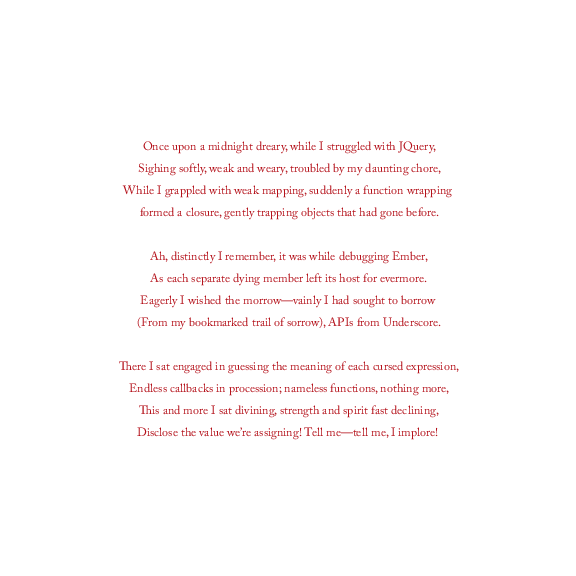 Once upon a midnight dreary, while I struggled with JQuery,
Sighing softly, weak and weary, troubled by my daunting chore,
While I grappled with weak mapping, suddenly a function wrapping
formed a closure, gently trapping objects that had gone before.
Ah, distinctly I remember, it was while debugging Ember,
As each separate dying member left its host for evermore.
Eagerly I wished the morrow—vainly I had sought to borrow
(From my bookmarked trail of sorrow), APIs from Underscore.
There I sat engaged in guessing the meaning of each cursed expression,
Endless callbacks in procession; nameless functions, nothing more,
This and more I sat divining, strength and spirit fast declining,
Disclose the value we're assigning! Tell me—tell me, I implore!